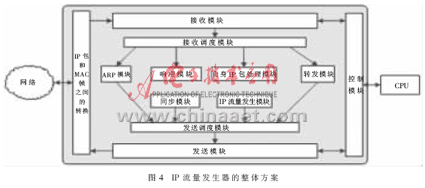 接收模块
接收调度模块
IP包
和
MAC
帧
之
间
的
转换
网络
ARP模块
响应模块
自身IP包处理模块
转发模块
控制
模块
CPU
同步模块
IP流量发生模块
APPLICATION OF ELECTRONIC TECHNIQUE
www.chinaaet.com
发送调度模块
发送模块
图4 IP流量发生器的整体方案